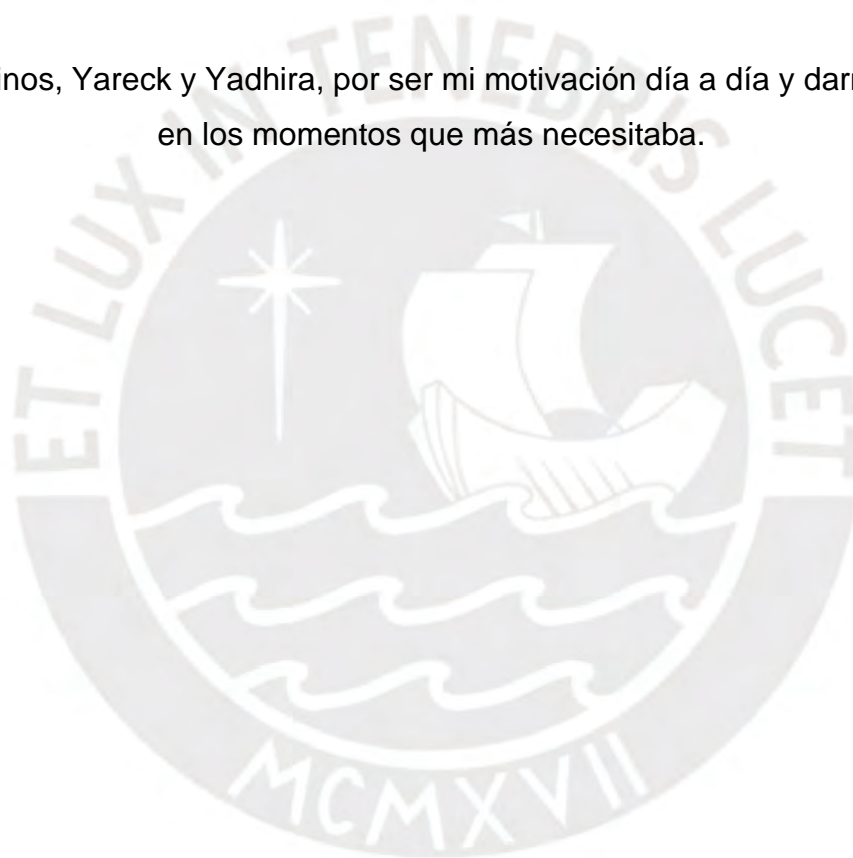 inos, Yareck y Yadhira, por ser mi motivación día a día y dar
en los momentos que más necesitaba.
ET LUX IN TENEBRIS LUCET
MCMXVII